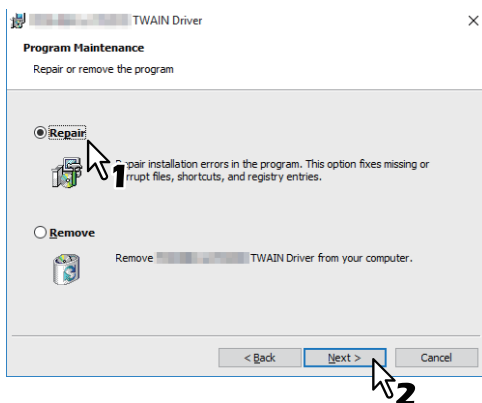 TWAIN Driver
Program Maintenance
Repair or remove the program
Repair
1
pair installation errors in the program. This option fixes missing or
rrupt files, shortcuts, and registry entries.
Remove
Remove TWAIN Driver from your computer.
< Back Next > Cancel
2